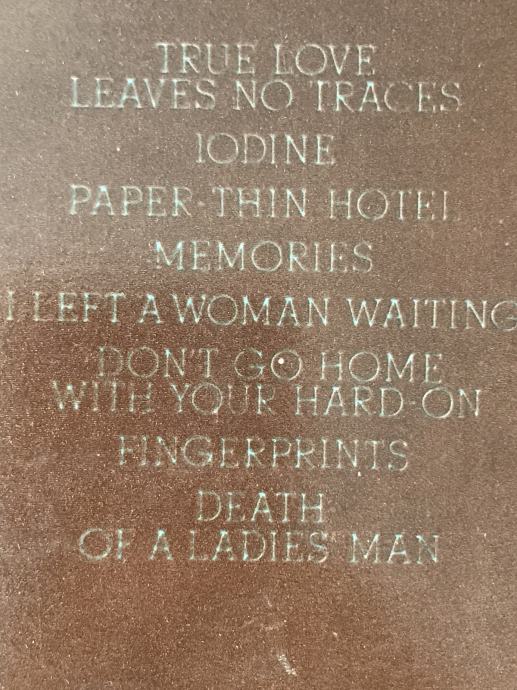 TRUE LOVE
LEAVES NO TRACES
IODINE
PAPER-THIN HOTEL
MEMORIES
I LEFT A WOMAN WAITING
DON'T GO HOME
WITH YOUR HARD-ON
FINGERPRINTS
DEATH
OF A LADIES' MAN